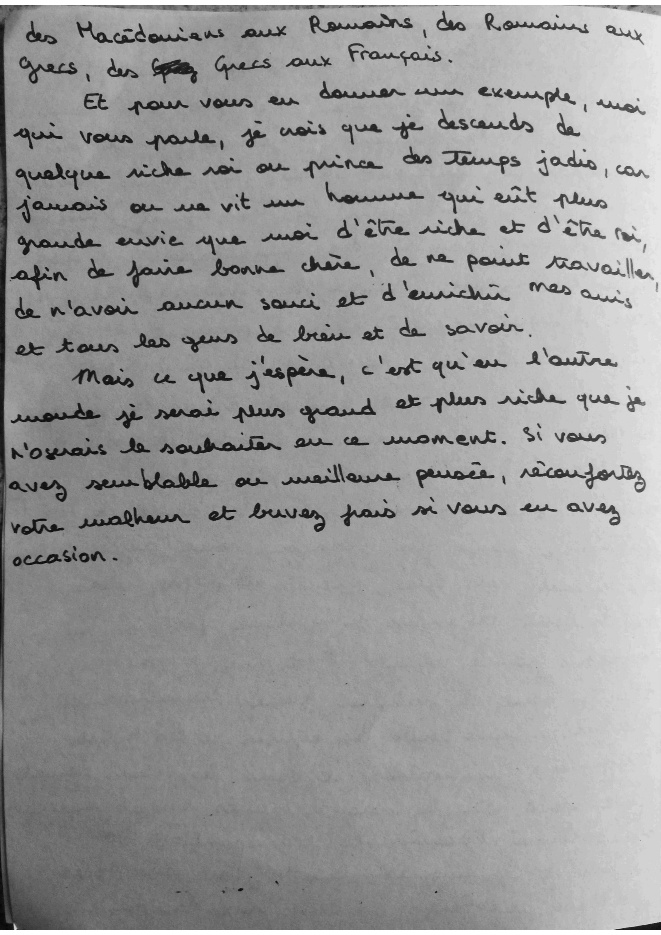 des Macédoniens aux Romains, des Romains aux
grecs, des Grecs aux Français.
Et pour vous en donner un exemple, moi
qui vous parle, je crois que je descends de
quelque riche roi ou prince des Temps jadis, car
jamais on ne vit un homme qui eût plus
grande envie que moi d'être riche et d'être roi,
afin de faire bonne chère, de ne point travailler,
de n'avoir aucun souci et d'enrichir mes amis
et tous les gens de bien et de savoir.
Mais ce que j'espère, c'est qu'en l'autre
monde je serai plus grand et plus riche que je
n'oserais le souhaiter en ce moment. Si vous
avez semblable ou meilleure pensée, réconfortez
votre malheur et buvez frais si vous en avez
occasion.